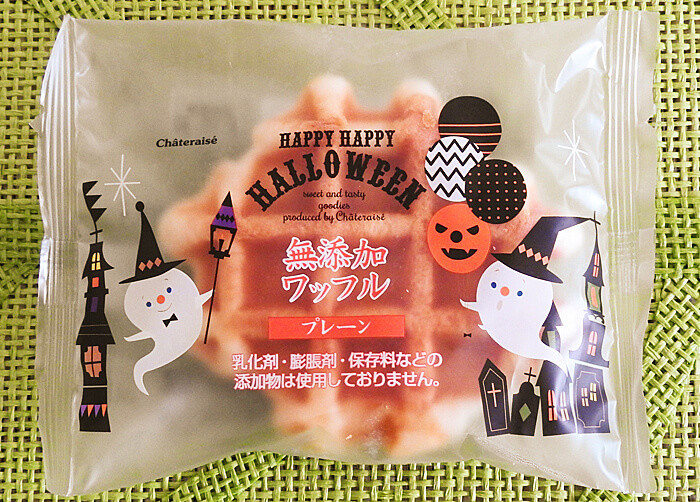 Châteraisé
HAPPY HAPPY
HALLOWEEN
sweet and tasty
goodies
produced by Châteraisé
無添加
ワッフル
プレーン
乳化剤・膨脹剤・保存料などの
添加物は使用しておりません。